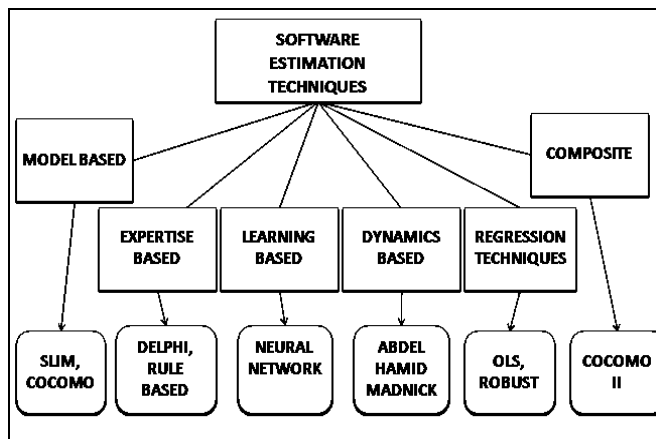 SOFTWARE
ESTIMATION
TECHNIQUES
MODEL BASED
COMPOSITE
EXPERTISE
BASED
LEARNING
BASED
DYNAMICS
BASED
REGRESSION
TECHNIQUES
SLIM,
COCOMO
DELPHI,
RULE
BASED
NEURAL
NETWORK
ABDEL
HAMID
MADNICK
OLS,
ROBUST
COCOMO
II